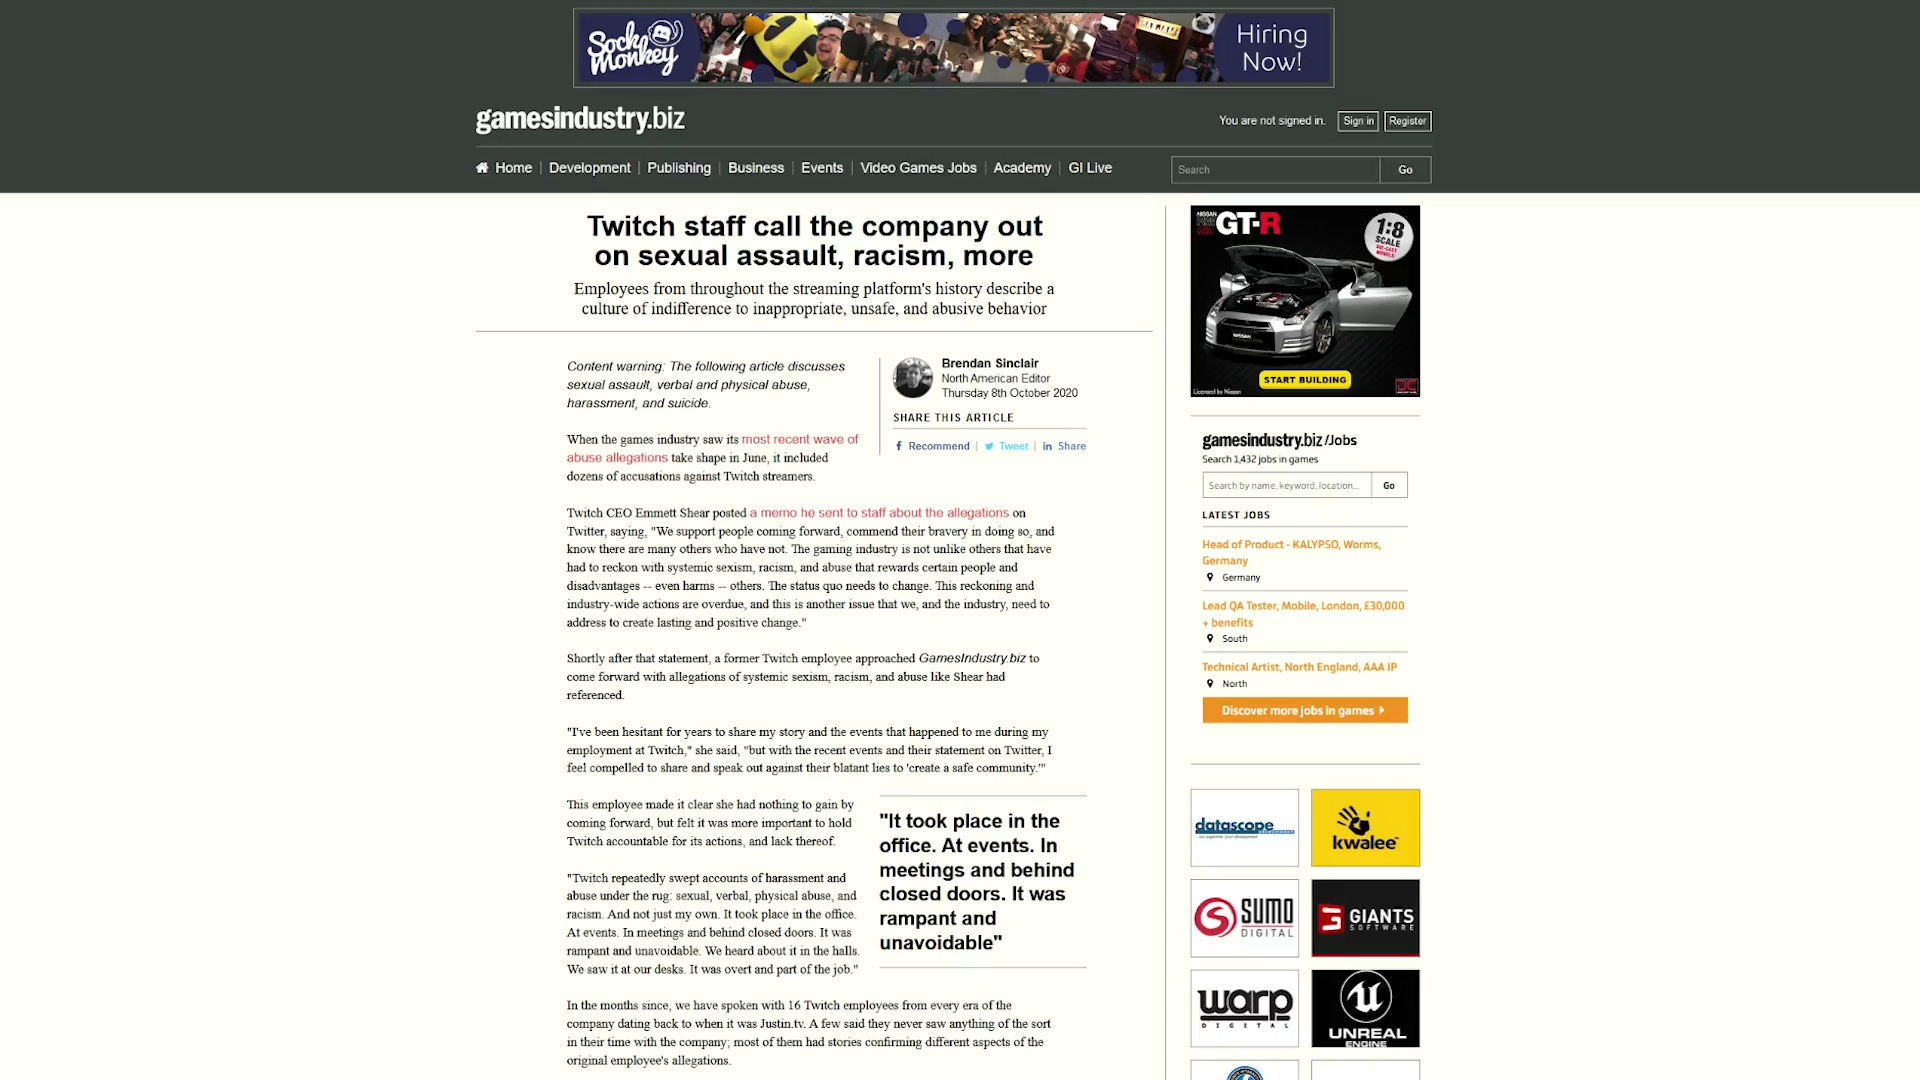 Sock Monkey
Hiring
Now!
gamesindustry.biz
You are not signed in. Sign in Register
Home | Development | Publishing | Business | Events | Video Games Jobs | Academy | GI Live
Search Go
Twitch staff call the company out
on sexual assault, racism, more
Employees from throughout the streaming platform's history describe a
culture of indifference to inappropriate, unsafe, and abusive behavior
Content warning: The following article discusses
sexual assault, verbal and physical abuse,
harassment, and suicide.
Brendan Sinclair
North American Editor
Thursday 8th October 2020
SHARE THIS ARTICLE
Recommend | Tweet | Share
When the games industry saw its most recent wave of
abuse allegations take shape in June, it included
dozens of accusations against Twitch streamers.
Twitch CEO Emmett Shear posted a memo he sent to staff about the allegations on
Twitter, saying, "We support people coming forward, commend their bravery in doing so, and
know there are many others who have not. The gaming industry is not unlike others that have
had to reckon with systemic sexism, racism, and abuse that rewards certain people and
disadvantages -- even harms -- others. The status quo needs to change. This reckoning and
industry-wide actions are overdue, and this is another issue that we, and the industry, need to
address to create lasting and positive change."
Shortly after that statement, a former Twitch employee approached GamesIndustry.biz to
come forward with allegations of systemic sexism, racism, and abuse like Shear had
referenced.
"I've been hesitant for years to share my story and the events that happened to me during my
employment at Twitch," she said, "but with the recent events and their statement on Twitter, I
feel compelled to share and speak out against their blatant lies to 'create a safe community.'"
This employee made it clear she had nothing to gain by
coming forward, but felt it was more important to hold
Twitch accountable for its actions, and lack thereof.
"Twitch repeatedly swept accounts of harassment and
abuse under the rug: sexual, verbal, physical abuse, and
racism. And not just my own. It took place in the office.
At events. In meetings and behind closed doors. It was
rampant and unavoidable. We heard about it in the halls.
We saw it at our desks. It was overt and part of the job."
"It took place in the
office. At events. In
meetings and behind
closed doors. It was
rampant and
unavoidable"
In the months since, we have spoken with 16 Twitch employees from every era of the
company dating back to when it was Justin.tv. A few said they never saw anything of the sort
in their time with the company; most of them had stories confirming different aspects of the
original employee's allegations.
NISSAN
GT-R
1:8
SCALE
DIE-CAST
MODELS
START BUILDING
Licensed by Nissan
gamesindustry.biz/Jobs
Search 1,432 jobs in games
Search by name, keyword, location... Go
LATEST JOBS
Head of Product - KALYPSO, Worms,
Germany
Germany
Lead QA Tester, Mobile, London, £30,000
+ benefits
South
Technical Artist, North England, AAA IP
North
Discover more jobs in games
datascope
kwalee
SUMO
DIGITAL
GIANTS
SOFTWARE
warp
DIGITAL
UNREAL
ENGINE